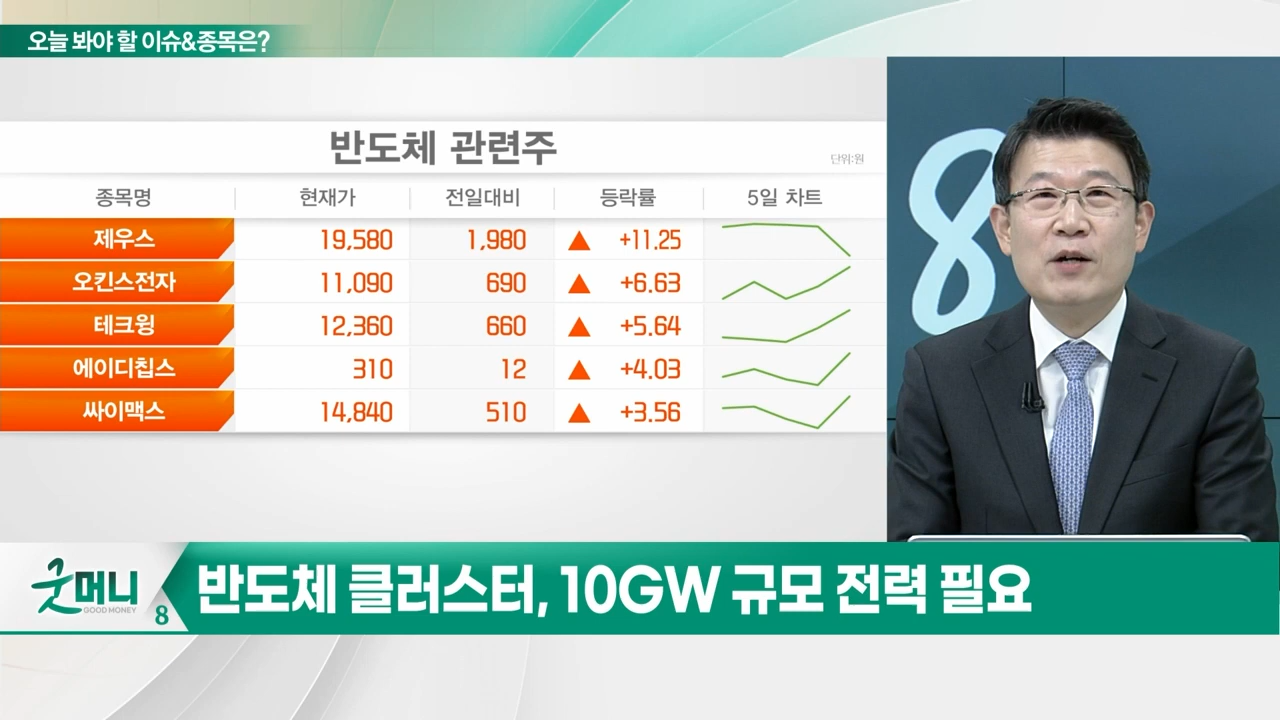 오늘 봐야 할 이슈&종목은?
반도체 관련주
단위:원
종목명 현재가 전일대비 등락률 5일 차트
제우스 19,580 1,980 ▲ +11.25
오킨스전자 11,090 690 ▲ +6.63
테크윙 12,360 660 ▲ +5.64
에이디칩스 310 12 ▲ +4.03
싸이맥스 14,840 510 ▲ +3.56
8
굿머니
GOOD MONEY
8
반도체 클러스터, 10GW 규모 전력 필요